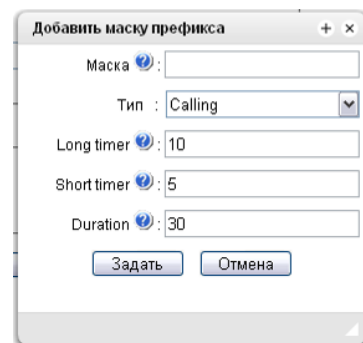 Добавить маску префикса + ×
Маска ? :
Тип : Calling
Long timer ? : 10
Short timer ? : 5
Duration ? : 30
Задать Отмена